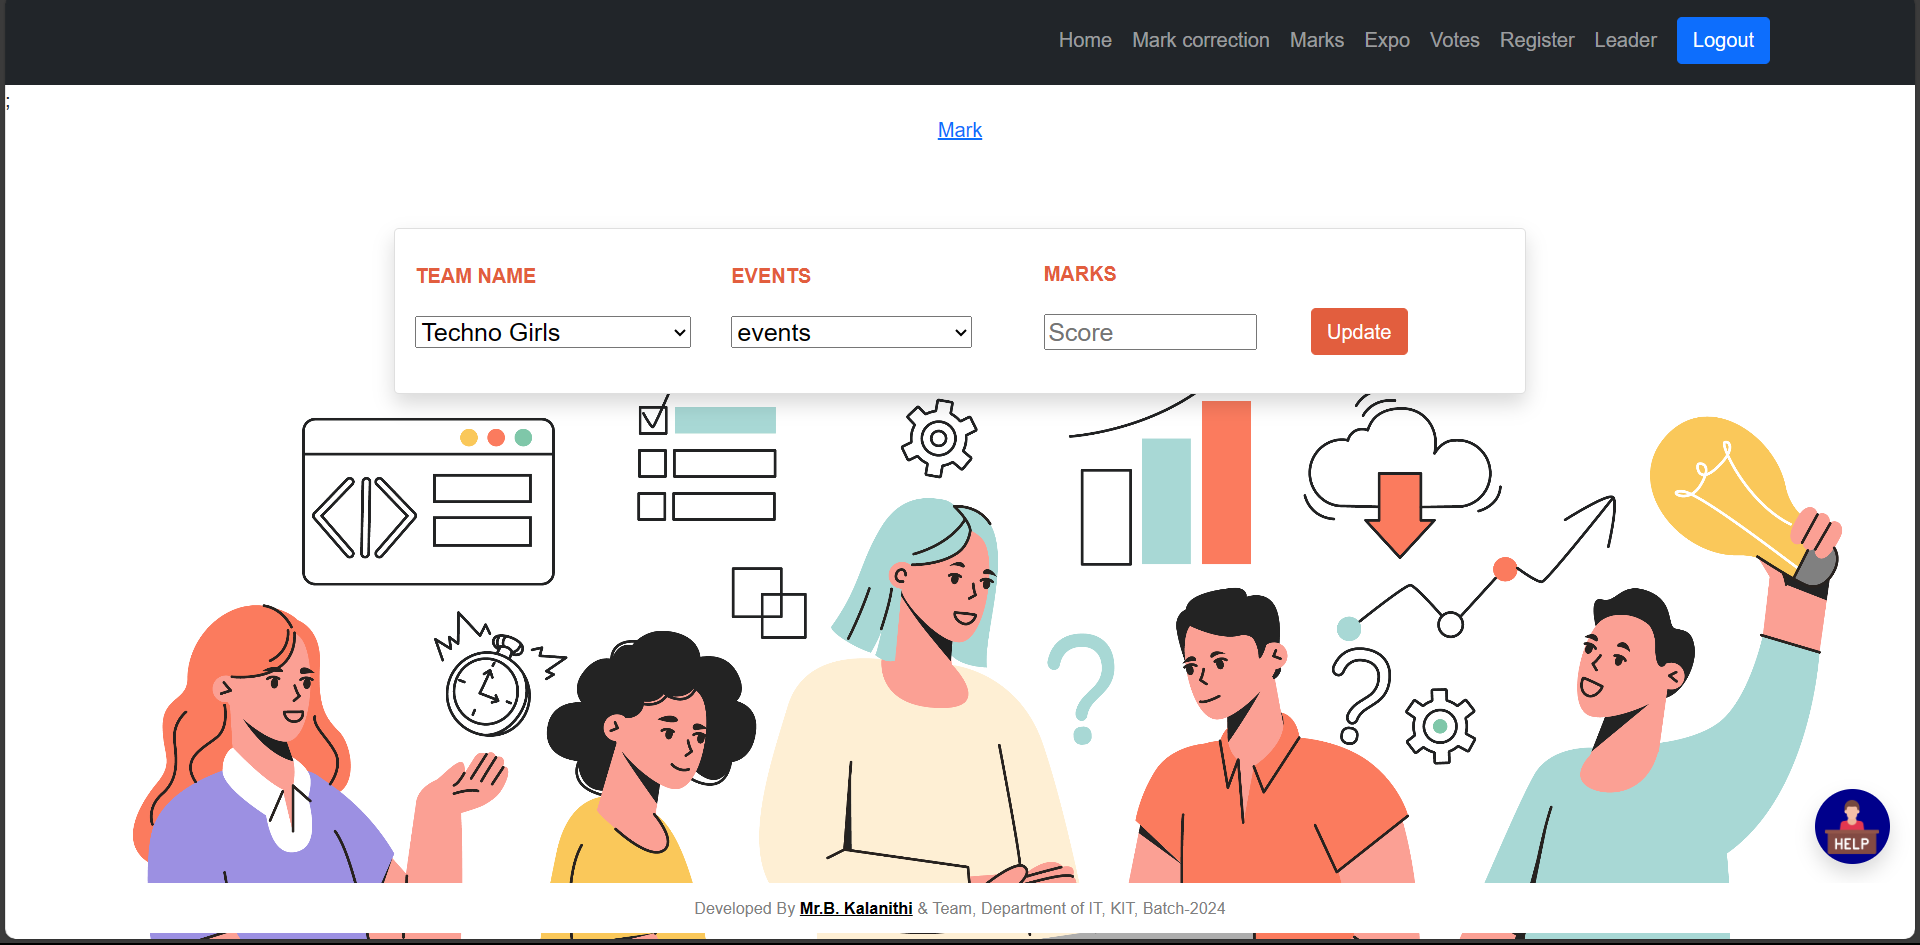 Home Mark correction Marks Expo Votes Register Leader Logout
;
Mark
TEAM NAME EVENTS MARKS
Techno Girls events Score Update
HELP
Developed By Mr.B. Kalanithi & Team, Department of IT, KIT, Batch-2024